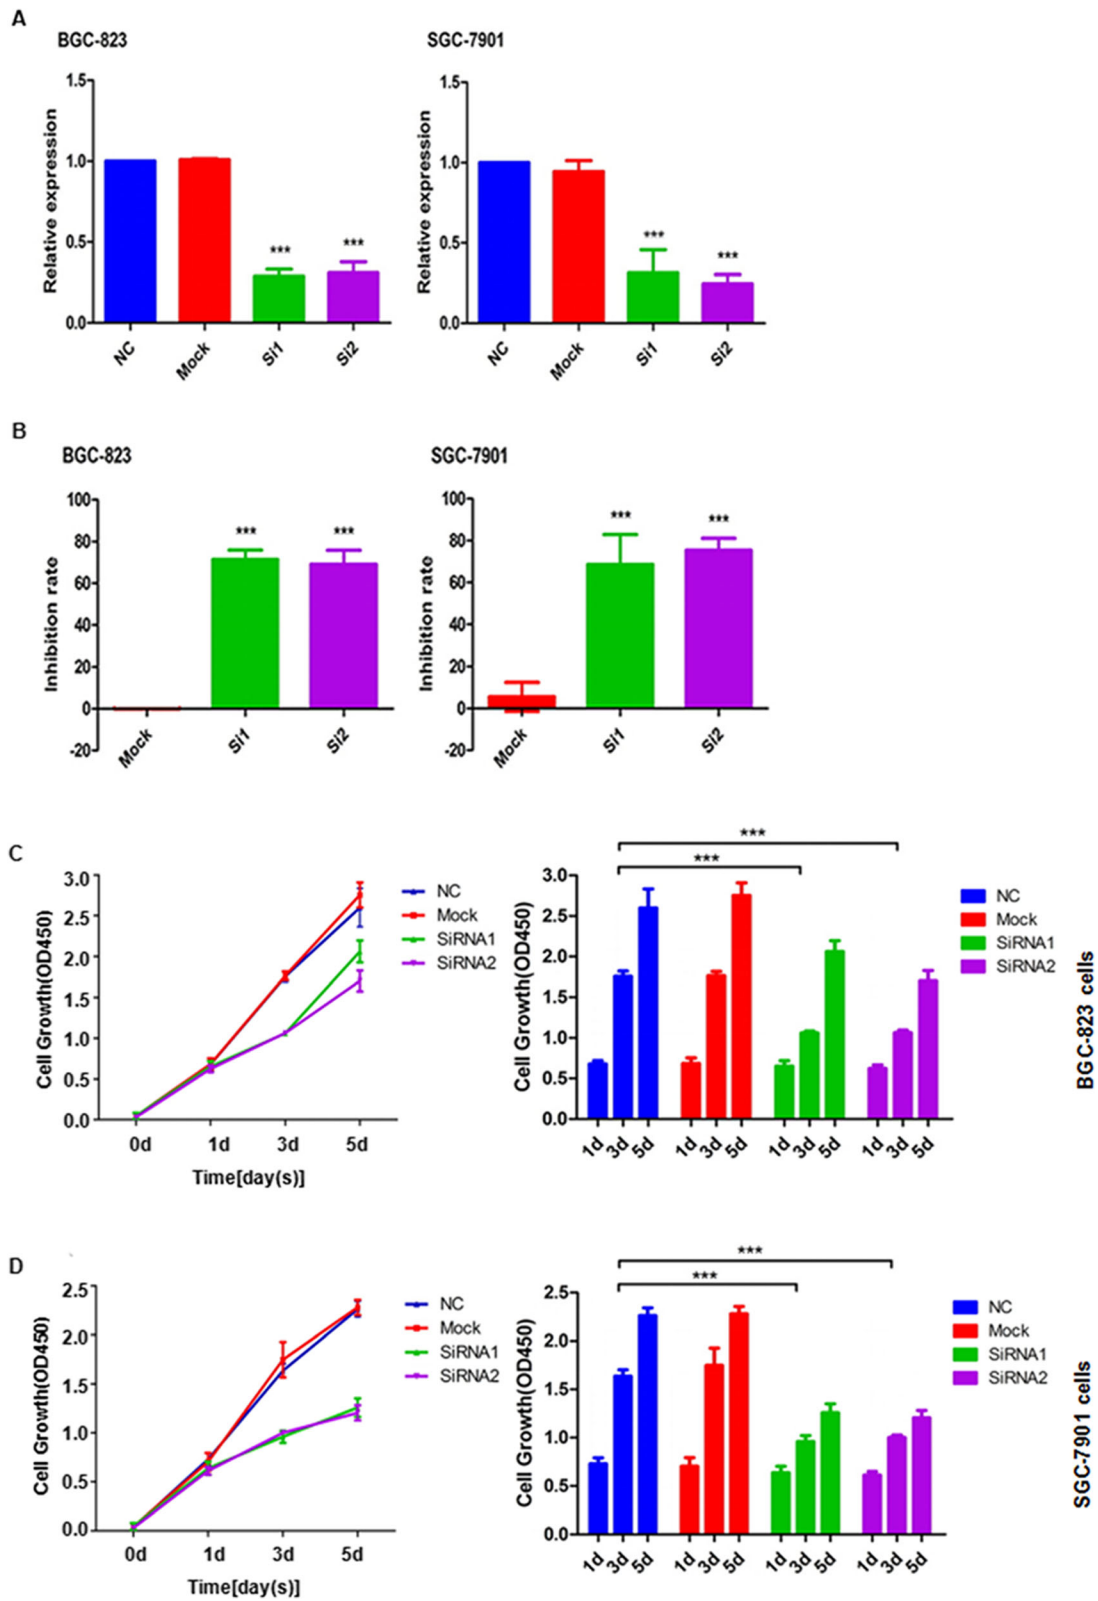 A
BGC-823
SGC-7901
Relative expression
1.5
1.0
0.5
0.0
NC
Mock
Si1
Si2
***
***
Relative expression
1.5
1.0
0.5
0.0
NC
Mock
Si1
Si2
***
***
B
BGC-823
SGC-7901
Inhibition rate
100
80
60
40
20
0
-20
Mock
Si1
Si2
***
***
Inhibition rate
100
80
60
40
20
0
-20
Mock
Si1
Si2
***
***
C
Cell Growth(OD450)
3.0
2.5
2.0
1.5
1.0
0.5
0.0
0d
1d
3d
5d
Time[day(s)]
NC
Mock
SiRNA1
SiRNA2
***
***
Cell Growth(OD450)
3.0
2.5
2.0
1.5
1.0
0.5
0.0
1d
3d
5d
1d
3d
5d
1d
3d
5d
1d
3d
5d
NC
Mock
SiRNA1
SiRNA2
BGC-823 cells
D
Cell Growth(OD450)
2.5
2.0
1.5
1.0
0.5
0.0
0d
1d
3d
5d
Time[day(s)]
NC
Mock
SiRNA1
SiRNA2
***
***
Cell Growth(OD450)
2.5
2.0
1.5
1.0
0.5
0.0
1d
3d
5d
1d
3d
5d
1d
3d
5d
1d
3d
5d
NC
Mock
SiRNA1
SiRNA2
SGC-7901 cells